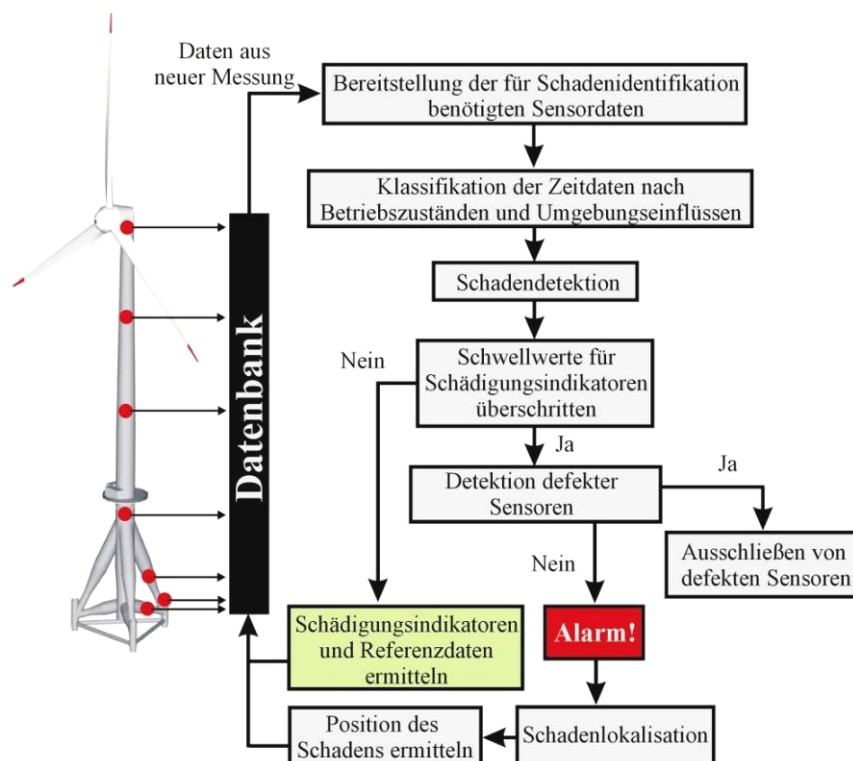 Daten aus
neuer Messung
Bereitstellung der für Schadenidentifikation
benötigten Sensordaten
Klassifikation der Zeitdaten nach
Betriebszuständen und Umgebungseinflüssen
Schadendetektion
Datenbank
Nein
Schwellwerte für
Schädigungsindikatoren
überschritten
Ja
Detektion defekter
Sensoren
Ja
Ausschließen von
defekten Sensoren
Nein
Schädigungsindikatoren
und Referenzdaten
ermitteln
Alarm!
Position des
Schadens ermitteln
Schadenlokalisation